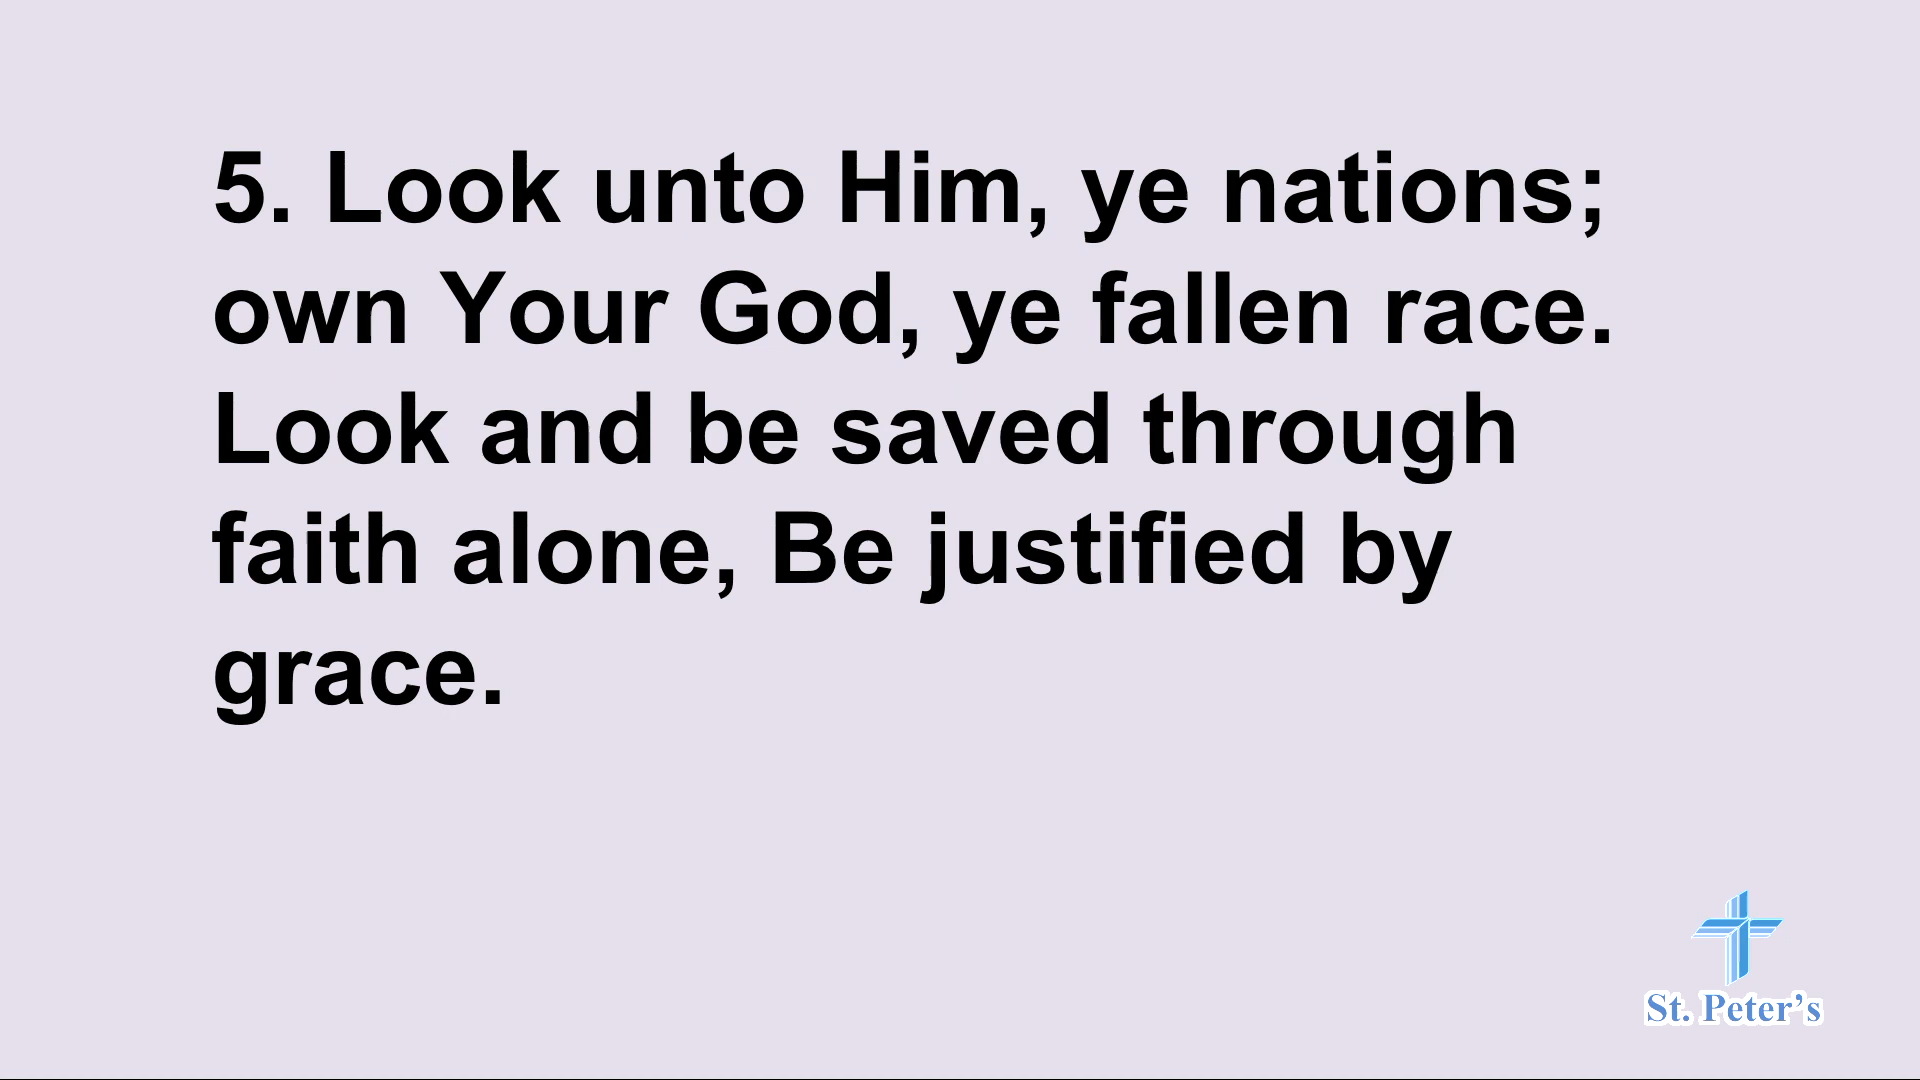 5. Look unto Him, ye nations;
own Your God, ye fallen race.
Look and be saved through
faith alone, Be justified by
grace.
St. Peter’s